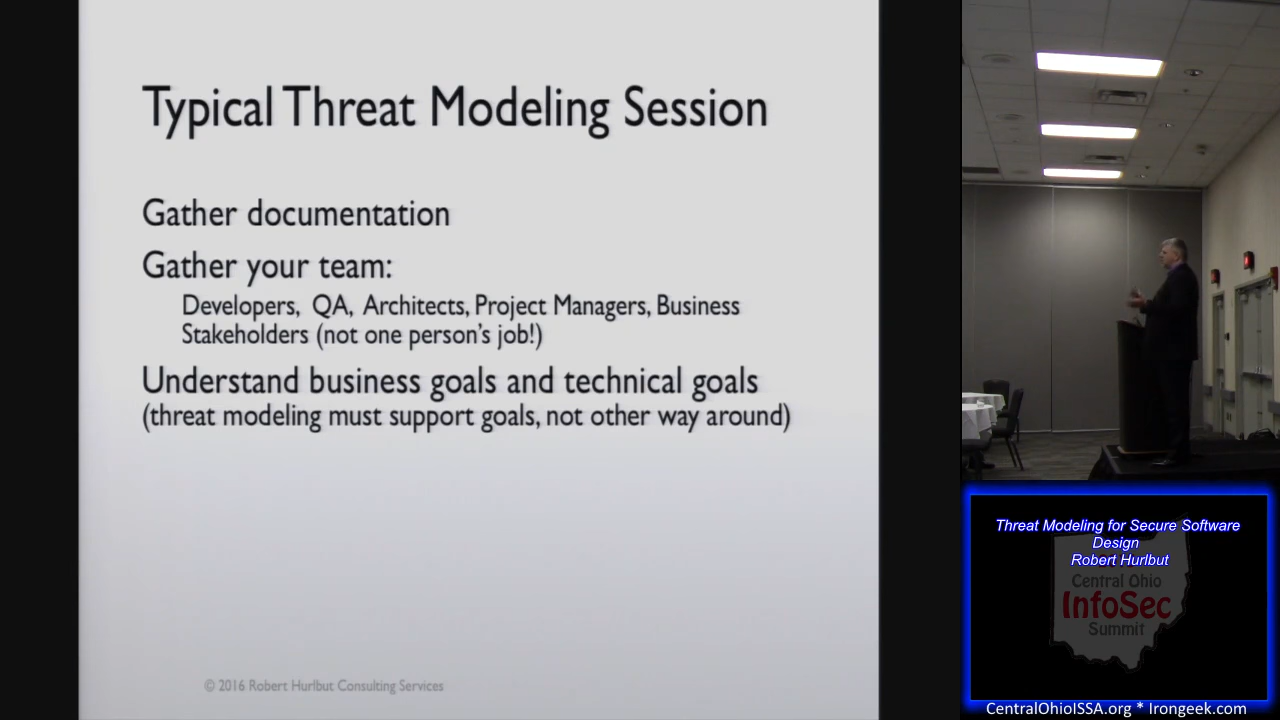 Typical Threat Modeling Session
Gather documentation
Gather your team:
Developers, QA, Architects, Project Managers, Business
Stakeholders (not one person's job!)
Understand business goals and technical goals
(threat modeling must support goals, not other way around)
© 2016 Robert Hurlbut Consulting Services
Threat Modeling for Secure Software
Design
Robert Hurlbut
Central Ohio
InfoSec
Summit
CentralOhioISSA.org * Irongeek.com